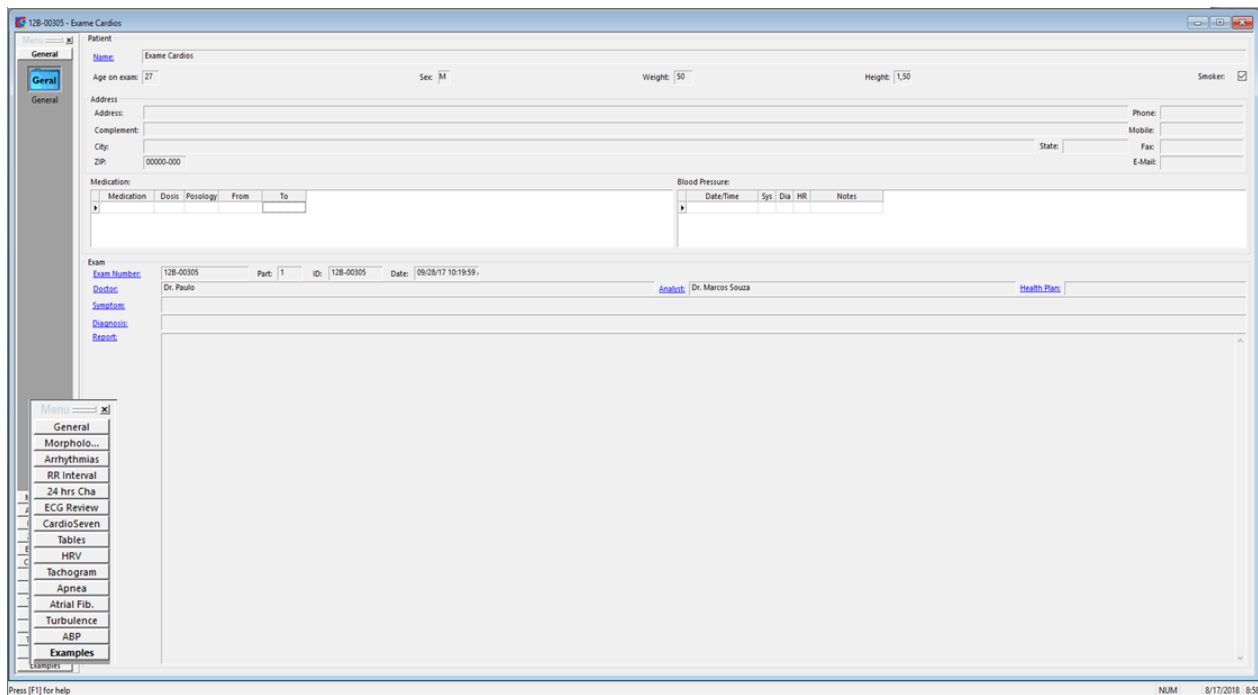 12B-00305 - Exame Cardios
Menu
General
Geral
General
Patient
Name: Exame Cardios
Age on exam: 27 Sex: M Weight: 50 Height: 1,50 Smoker:
Address
Address: Phone:
Complement: Mobile:
City: State: Fax:
ZIP: 00000-000 E-Mail:
Medication: Blood Pressure:
Medication Dosis Posology From To Date/Time Sys Dia HR Notes
Exam
Exam Number: 12B-00305 Part: 1 ID: 12B-00305 Date: 09/28/17 10:19:59
Doctor: Dr. Paulo Analyst: Dr. Marcos Souza Health Plan:
Symptom:
Diagnosis:
Report:
Menu
General
Morpholo...
Arrhythmias
RR Interval
24 hrs Cha
ECG Review
CardioSeven
Tables
HRV
Tachogram
Apnea
Atrial Fib.
Turbulence
ABP
Examples
Examples
Press [F1] for help NUM 8/17/2018